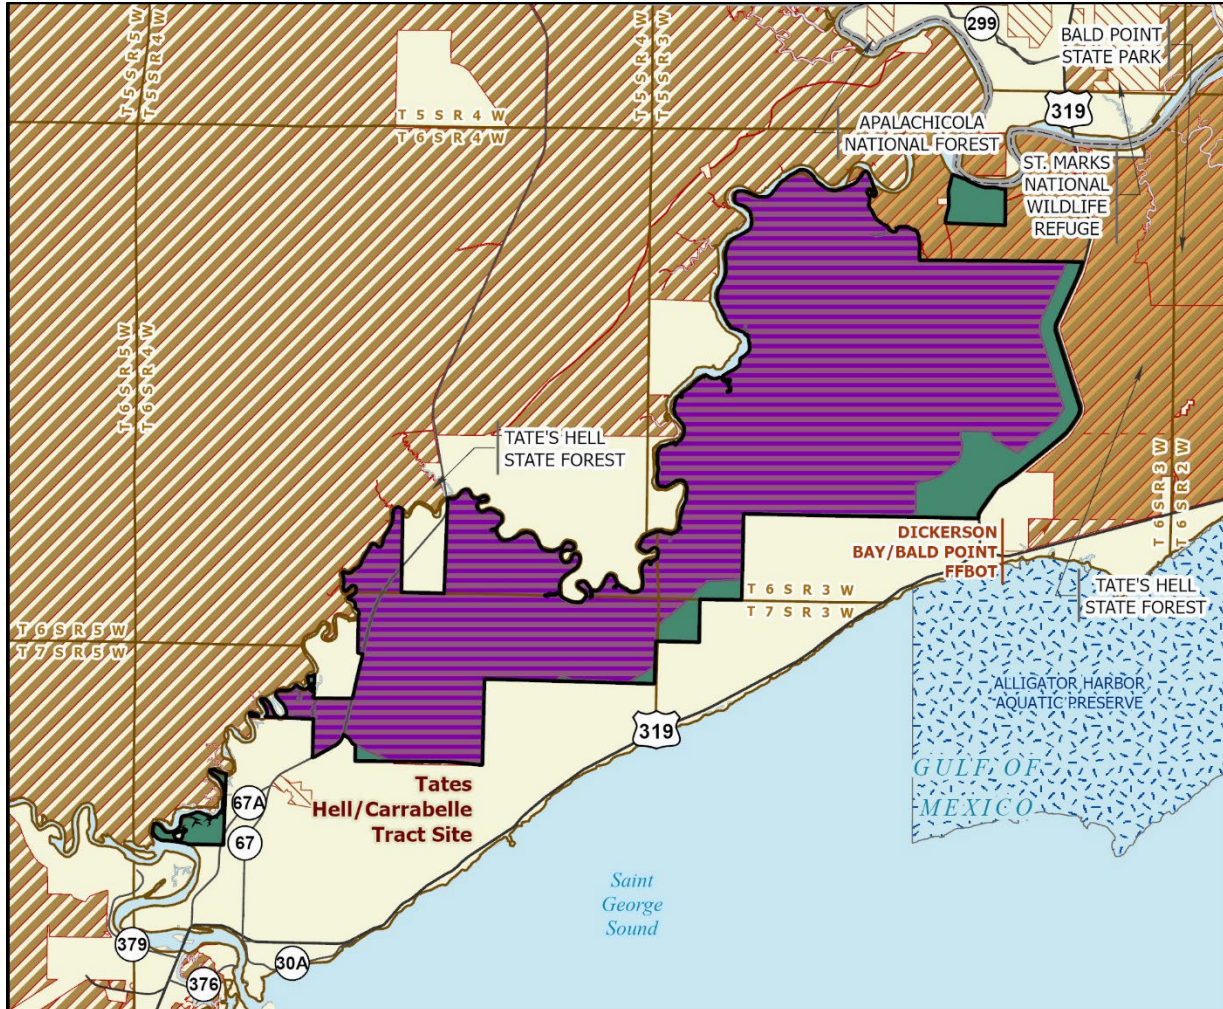 T 5 S R 5 W
T 5 S R 4 W
T 5 S R 4 W
T 5 S R 3 W
299
BALD POINT
STATE PARK
319
T 5 S R 4 W
T 6 S R 4 W
APALACHICOLA
NATIONAL FOREST
ST. MARKS
NATIONAL
WILDLIFE
REFUGE
T 6 S R 5 W
T 6 S R 4 W
TATE'S HELL
STATE FOREST
T 6 S R 3 W
T 6 S R 2 W
DICKERSON
BAY/BALD POINT
FFBOT
T 6 S R 3 W
T 7 S R 3 W
TATE'S HELL
STATE FOREST
T 6 S R 5 W
T 7 S R 5 W
ALLIGATOR HARBOR
AQUATIC PRESERVE
319
GULF OF
MEXICO
Tates
Hell/Carrabelle
Tract Site
67A
67
Saint
George
Sound
379
30A
376